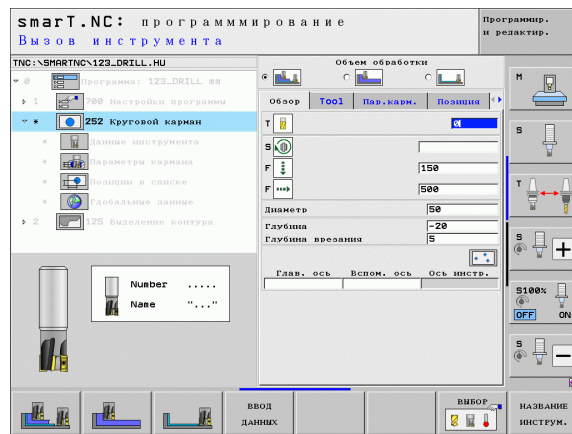 smarT.NC: программмирование
Вызов инструмента
Программир.
и редактир.
TNC:\SMARTNC\123_DRILL.HU
0 Программа: 123_DRILL мм
1 700 Настройки программы
* 252 Круговой карман
* Данные инструмента
* Параметры кармана
* Позиции в списке
* Глобальные данные
2 125 Выделение контура
Number .....
Name "..."
Объем обработки
Обзор Tool Пар.карм. Позиция
T 0
S
F 150
F 500
Диаметр 50
Глубина -20
Глубина врезания 5
Глав. ось Вспом. ось Ось инстр.
M
S
T
S
S100%
OFF ON
S
ВВОД
ДАННЫХ
ВЫБОР
НАЗВАНИЕ
ИНСТРУМ.